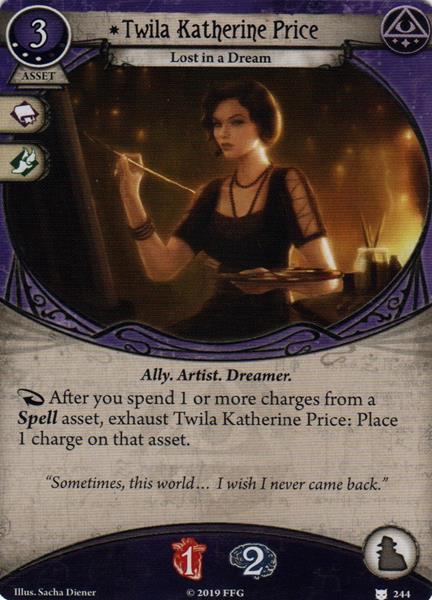 3
*Twila Katherine Price
Lost in a Dream
ASSET
Ally. Artist. Dreamer.
After you spend 1 or more charges from a
Spell asset, exhaust Twila Katherine Price: Place
1 charge on that asset.
“Sometimes, this world… I wish I never came back.”
1 2
Illus. Sacha Diener © 2019 FFG 244